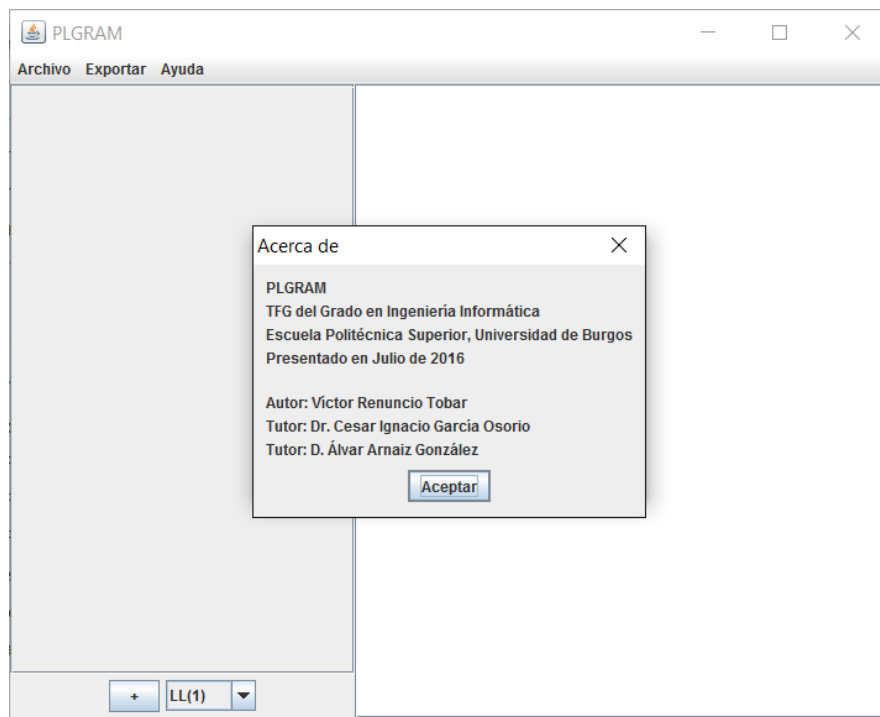 PLGRAM
Archivo Exportar Ayuda
Acerca de
PLGRAM
TFG del Grado en Ingeniería Informática
Escuela Politécnica Superior, Universidad de Burgos
Presentado en Julio de 2016
Autor: Víctor Renuncio Tobar
Tutor: Dr. Cesar Ignacio García Osorio
Tutor: D. Álvar Arnaiz González
Aceptar
+ LL(1)